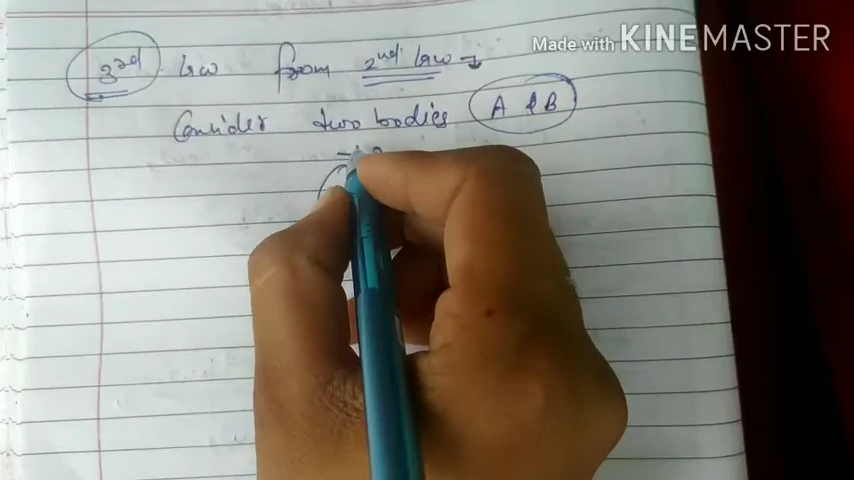 Made with KINEMASTER
3rd law from 2nd law →
Consider two bodies A & B